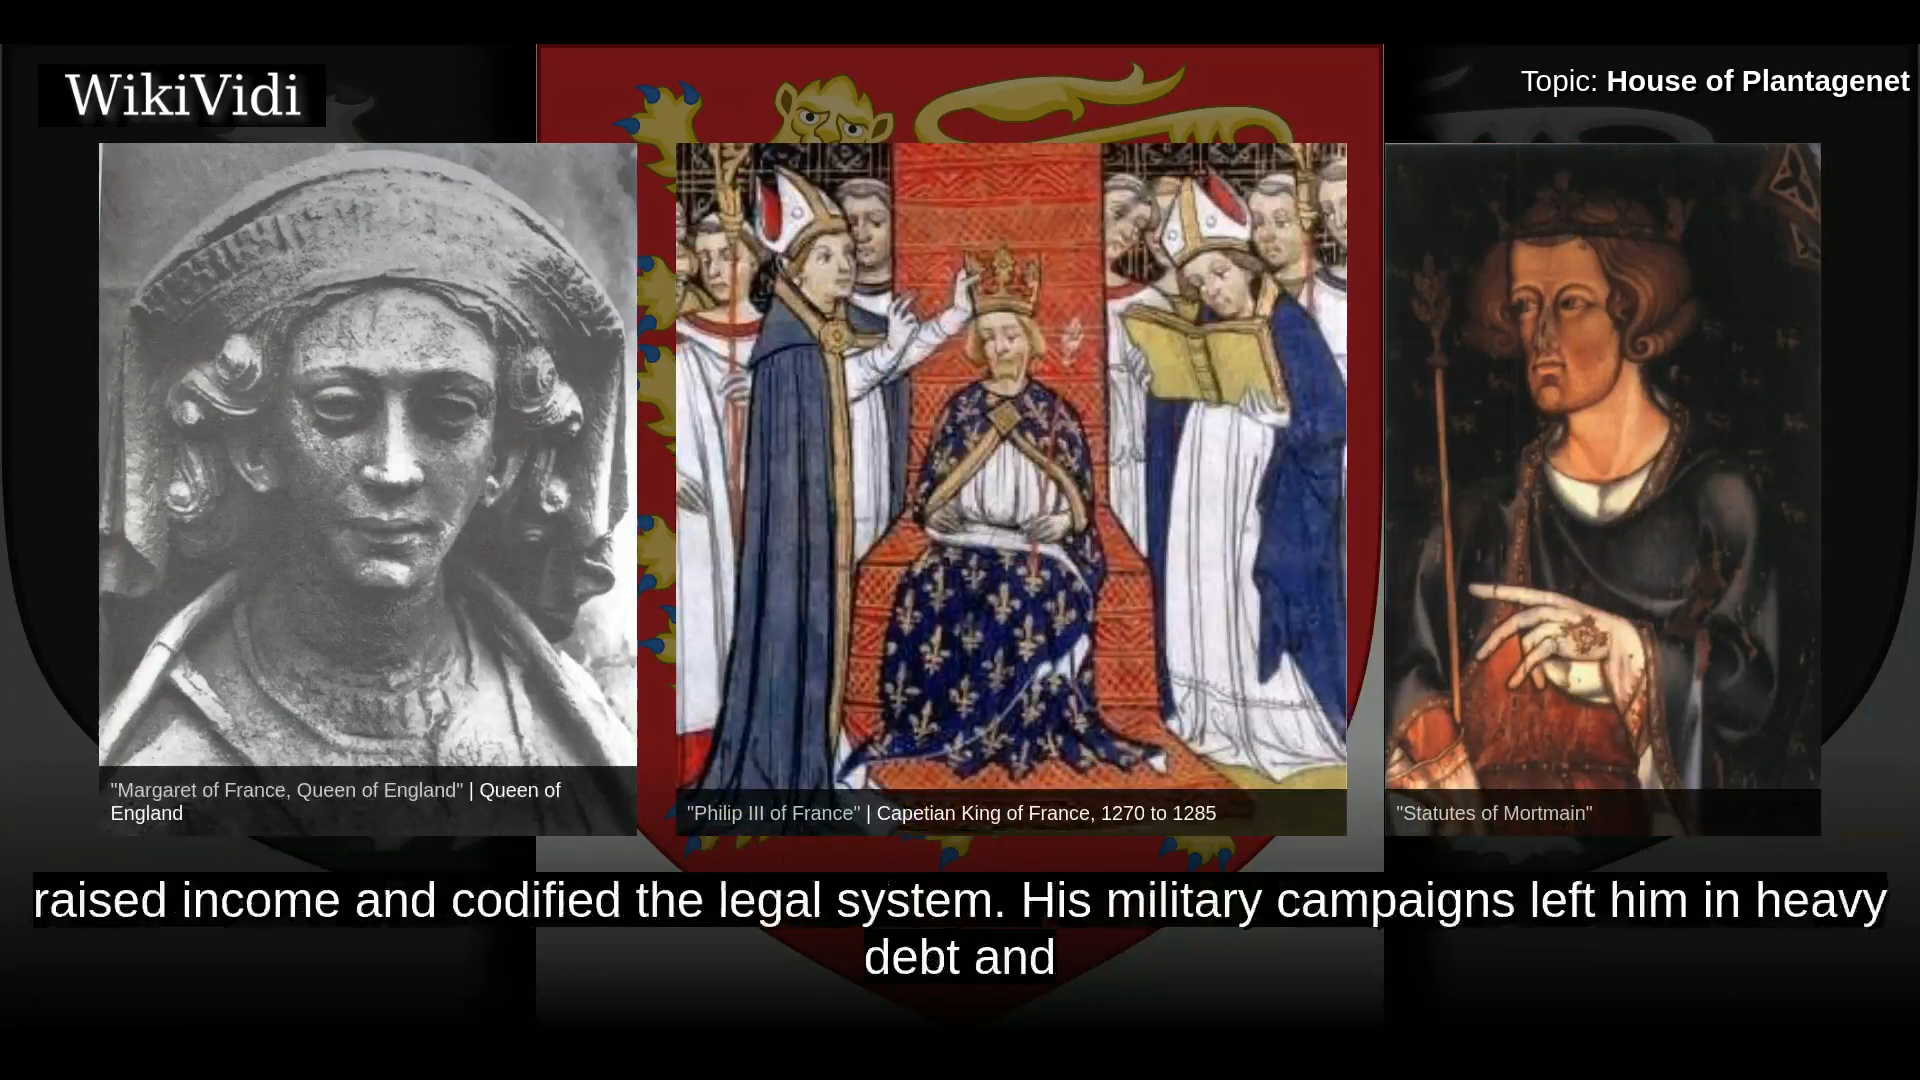 WikiVidi
Topic: House of Plantagenet
"Margaret of France, Queen of England" | Queen of
England
"Philip III of France" | Capetian King of France, 1270 to 1285
"Statutes of Mortmain"
raised income and codified the legal system. His military campaigns left him in heavy
debt and